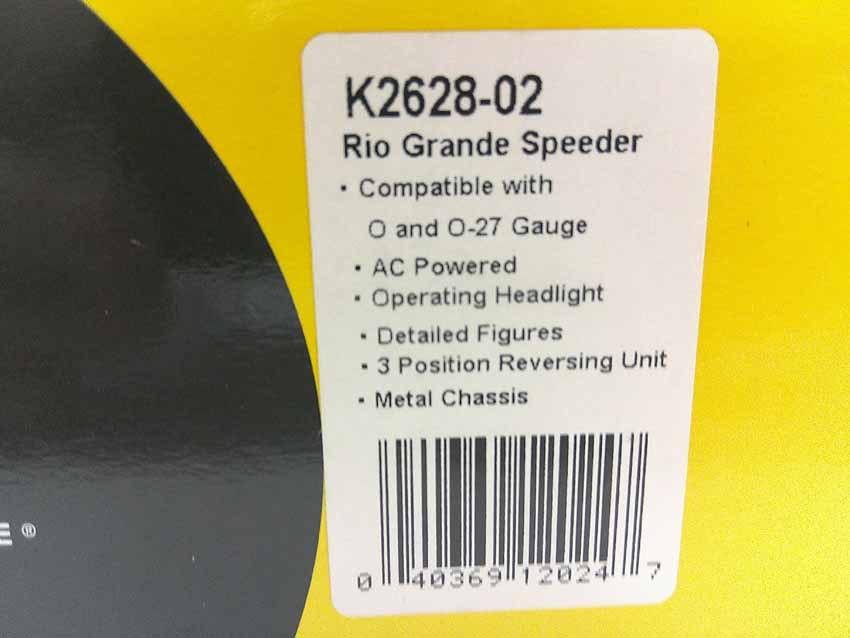 K2628-02
Rio Grande Speeder
· Compatible with
O and O-27 Gauge
· AC Powered
· Operating Headlight
· Detailed Figures
· 3 Position Reversing Unit
· Metal Chassis
0 40369 12024 7
E®